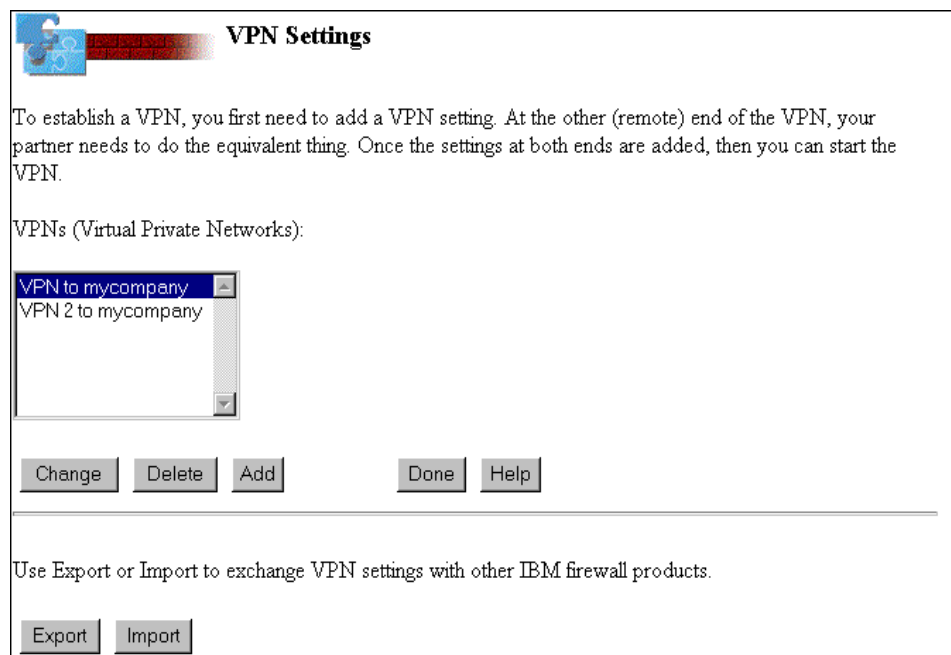 VPN Settings
To establish a VPN, you first need to add a VPN setting. At the other (remote) end of the VPN, your
partner needs to do the equivalent thing. Once the settings at both ends are added, then you can start the
VPN.
VPNs (Virtual Private Networks):
VPN to mycompany
VPN 2 to mycompany
Change Delete Add Done Help
Use Export or Import to exchange VPN settings with other IBM firewall products.
Export Import